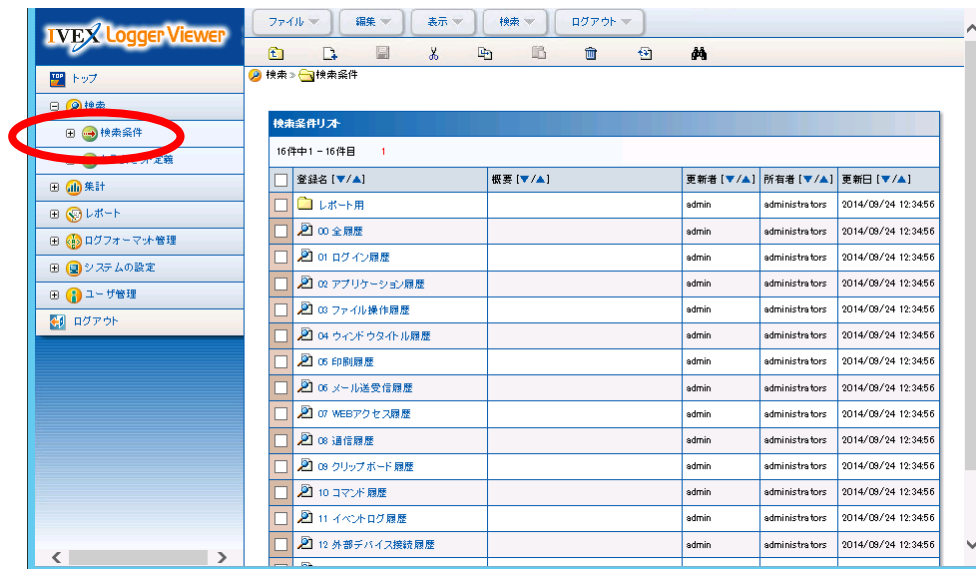 IVEX Logger Viewer
ファイル 編集 表示 検索 ログアウト
検索 > 検索条件
TOP トップ
検索
検索条件
定義
集計
レポート
ログフォーマット管理
システムの設定
ユーザ管理
ログアウト
検索条件リスト
16件中1-16件目 1
登録名 [▼/▲] 概要 [▼/▲] 更新者 [▼/▲] 所有者 [▼/▲] 更新日 [▼/▲]
レポート用 admin administrators 2014/09/24 12:34:56
00 全履歴 admin administrators 2014/09/24 12:34:56
01 ログイン履歴 admin administrators 2014/09/24 12:34:56
02 アプリケーション履歴 admin administrators 2014/09/24 12:34:56
03 ファイル操作履歴 admin administrators 2014/09/24 12:34:56
04 ウィンドウタイトル履歴 admin administrators 2014/09/24 12:34:56
05 印刷履歴 admin administrators 2014/09/24 12:34:56
06 メール送受信履歴 admin administrators 2014/09/24 12:34:56
07 WEBアクセス履歴 admin administrators 2014/09/24 12:34:56
08 通信履歴 admin administrators 2014/09/24 12:34:56
09 クリップボード履歴 admin administrators 2014/09/24 12:34:56
10 コマンド履歴 admin administrators 2014/09/24 12:34:56
11 イベントログ履歴 admin administrators 2014/09/24 12:34:56
12 外部デバイス接続履歴 admin administrators 2014/09/24 12:34:56